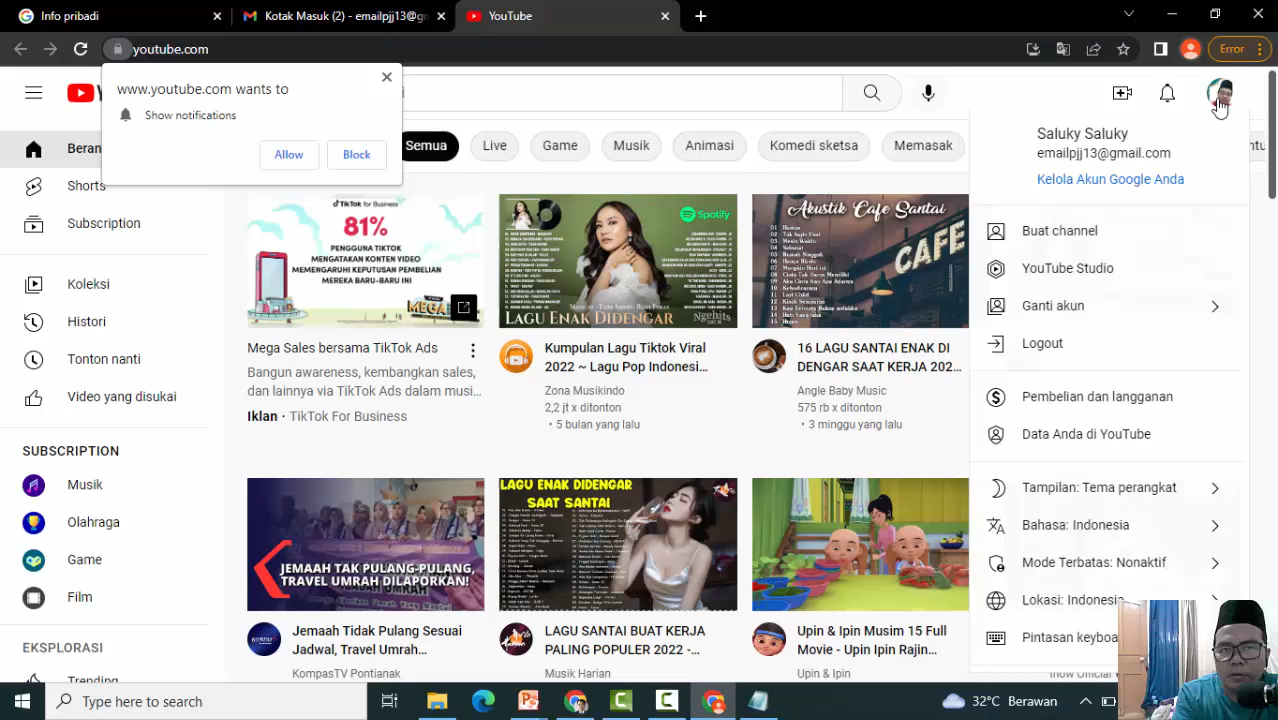 Info pribadi
Kotak Masuk (2) - emailpjj13@g
YouTube
youtube.com
Error
www.youtube.com wants to
Show notifications
Allow
Block
Beran
Shorts
Subscription
Koleksi
Histori
Tonton nanti
Video yang disukai
SUBSCRIPTION
Musik
Olahraga
Game
Film
EKSPLORASI
Trending
Semua
Live
Game
Musik
Animasi
Komedi sketsa
Memasak
TikTok for Business
81%
PENGGUNA TIKTOK
MENGATAKAN KONTEN VIDEO
MEMENGARUHI KEPUTUSAN PEMBELIAN
MEREKA BARU-BARU INI
MEGA
Mega Sales bersama TikTok Ads
Bangun awareness, kembangkan sales,
dan lainnya via TikTok Ads dalam musi...
Iklan · TikTok For Business
Spotify
LAGU ENAK DIDENGAR
Ngehits
Kumpulan Lagu Tiktok Viral
2022 ~ Lagu Pop Indonesi...
Zona Musikindo
2,2 jt x ditonton
• 5 bulan yang lalu
Akustik Cafe Santai
CAFE
16 LAGU SANTAI ENAK DI
DENGAR SAAT KERJA 202...
Angle Baby Music
575 rb x ditonton
• 3 minggu yang lalu
JEMAAH TAK PULANG-PULANG,
TRAVEL UMRAH DILAPORKAN!
Jemaah Tidak Pulang Sesuai
Jadwal, Travel Umrah...
KompasTV Pontianak
LAGU ENAK DIDENGAR
SAAT SANTAI
LAGU SANTAI BUAT KERJA
PALING POPULER 2022 -...
Musik Harian
Upin & Ipin Musim 15 Full
Movie - Upin Ipin Rajin...
Upin & Ipin
Saluky Saluky
emailpjj13@gmail.com
Kelola Akun Google Anda
Buat channel
YouTube Studio
Ganti akun
Logout
Pembelian dan langganan
Data Anda di YouTube
Tampilan: Tema perangkat
Bahasa: Indonesia
Mode Terbatas: Nonaktif
Lokasi: Indonesia
Pintasan keyboa
Type here to search
32°C Berawan